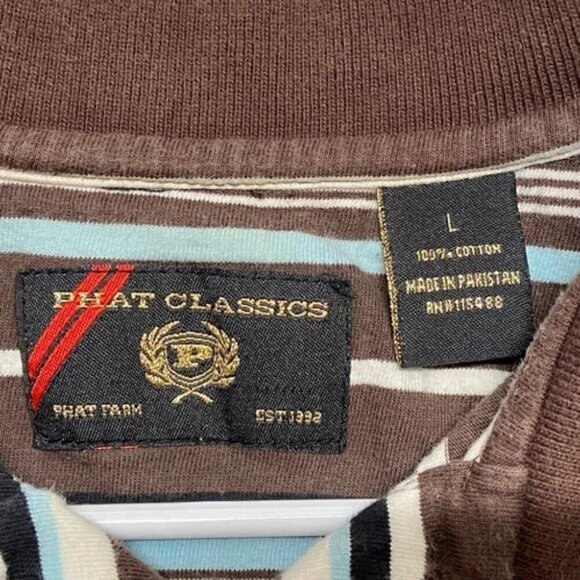 PHAT CLASSICS
P
PHAT FARM
EST 1992
L
100% COTTON
MADE IN PAKISTAN
RN# 115488